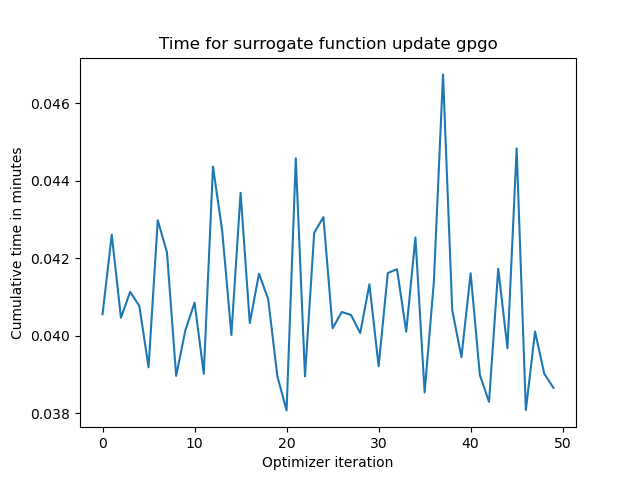 Time for surrogate function update gpgo
0.046
0.044
0.042
0.040
0.038
Cumulative time in minutes
0 10 20 30 40 50
Optimizer iteration